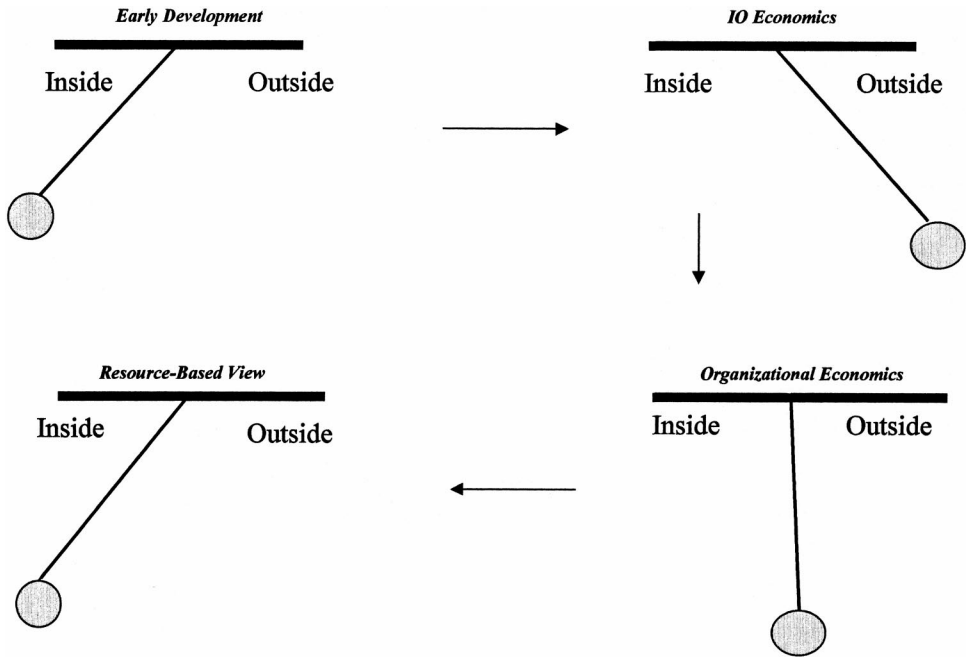 Early Development
Inside
Outside
IO Economics
Inside
Outside
Resource-Based View
Inside
Outside
Organizational Economics
Inside
Outside